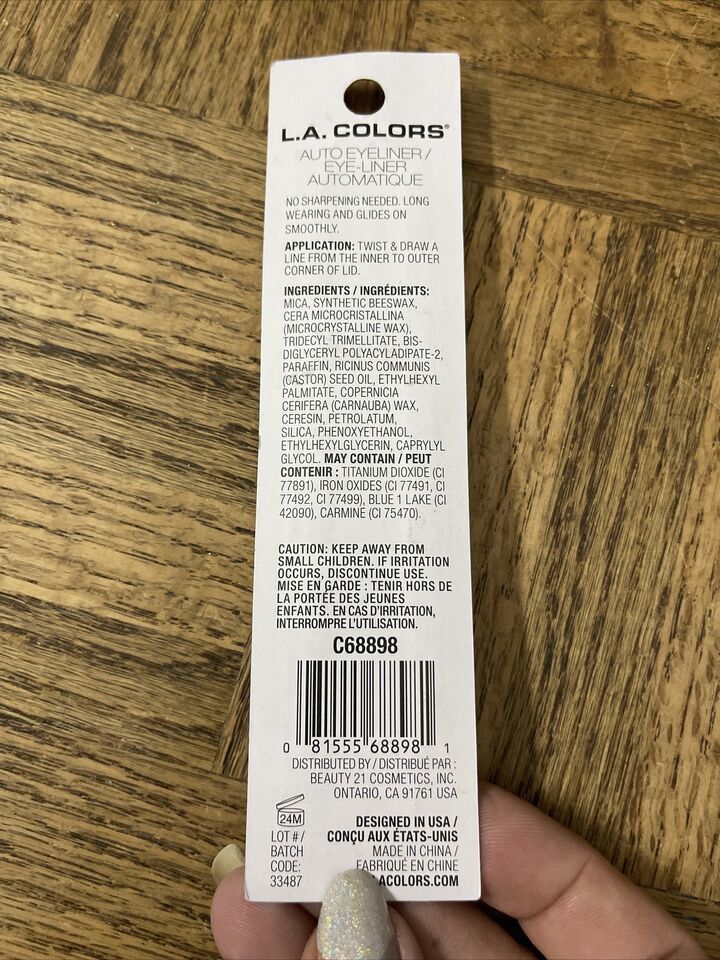 L.A. COLORS®
AUTO EYELINER /
EYE-LINER
AUTOMATIQUE
NO SHARPENING NEEDED. LONG
WEARING AND GLIDES ON
SMOOTHLY.
APPLICATION: TWIST & DRAW A
LINE FROM THE INNER TO OUTER
CORNER OF LID.
INGREDIENTS / INGRÉDIENTS:
MICA, SYNTHETIC BEESWAX,
CERA MICROCRISTALLINA
(MICROCRYSTALLINE WAX),
TRIDECYL TRIMELLITATE, BIS-
DIGLYCERYL POLYACYLADIPATE-2,
PARAFFIN, RICINUS COMMUNIS
(CASTOR) SEED OIL, ETHYLHEXYL
PALMITATE, COPERNICIA
CERIFERA (CARNAUBA) WAX,
CERESIN, PETROLATUM,
SILICA, PHENOXYETHANOL,
ETHYLHEXYLGLYCERIN, CAPRYLYL
GLYCOL. MAY CONTAIN / PEUT
CONTENIR : TITANIUM DIOXIDE (CI
77891), IRON OXIDES (CI 77491, CI
77492, CI 77499), BLUE 1 LAKE (CI
42090), CARMINE (CI 75470).
CAUTION: KEEP AWAY FROM
SMALL CHILDREN. IF IRRITATION
OCCURS, DISCONTINUE USE.
MISE EN GARDE : TENIR HORS DE
LA PORTÉE DES JEUNES
ENFANTS. EN CAS D'IRRITATION,
INTERROMPRE L'UTILISATION.
C68898
0 81555 68898 1
DISTRIBUTED BY / DISTRIBUÉ PAR :
BEAUTY 21 COSMETICS, INC.
ONTARIO, CA 91761 USA
24M
LOT # /
BATCH
CODE:
33487
DESIGNED IN USA /
CONÇU AUX ÉTATS-UNIS
MADE IN CHINA /
FABRIQUÉ EN CHINE
ACOLORS.COM